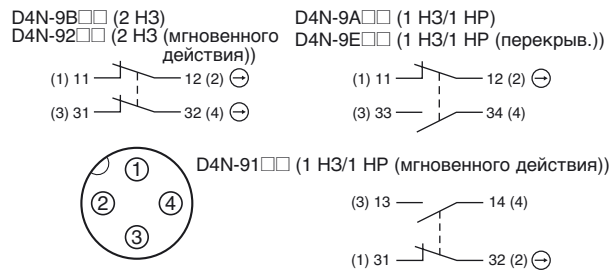 D4N-9B□□ (2 НЗ)
D4N-92□□ (2 НЗ (мгновенного
действия))
(1) 11 12 (2)
(3) 31 32 (4)
D4N-9A□□ (1 НЗ/1 НР)
D4N-9E□□ (1 НЗ/1 НР (перекрыв.))
(1) 11 12 (2)
(3) 33 34 (4)
1
2 4
3
D4N-91□□ (1 НЗ/1 НР (мгновенного действия))
(3) 13 14 (4)
(1) 31 32 (2)